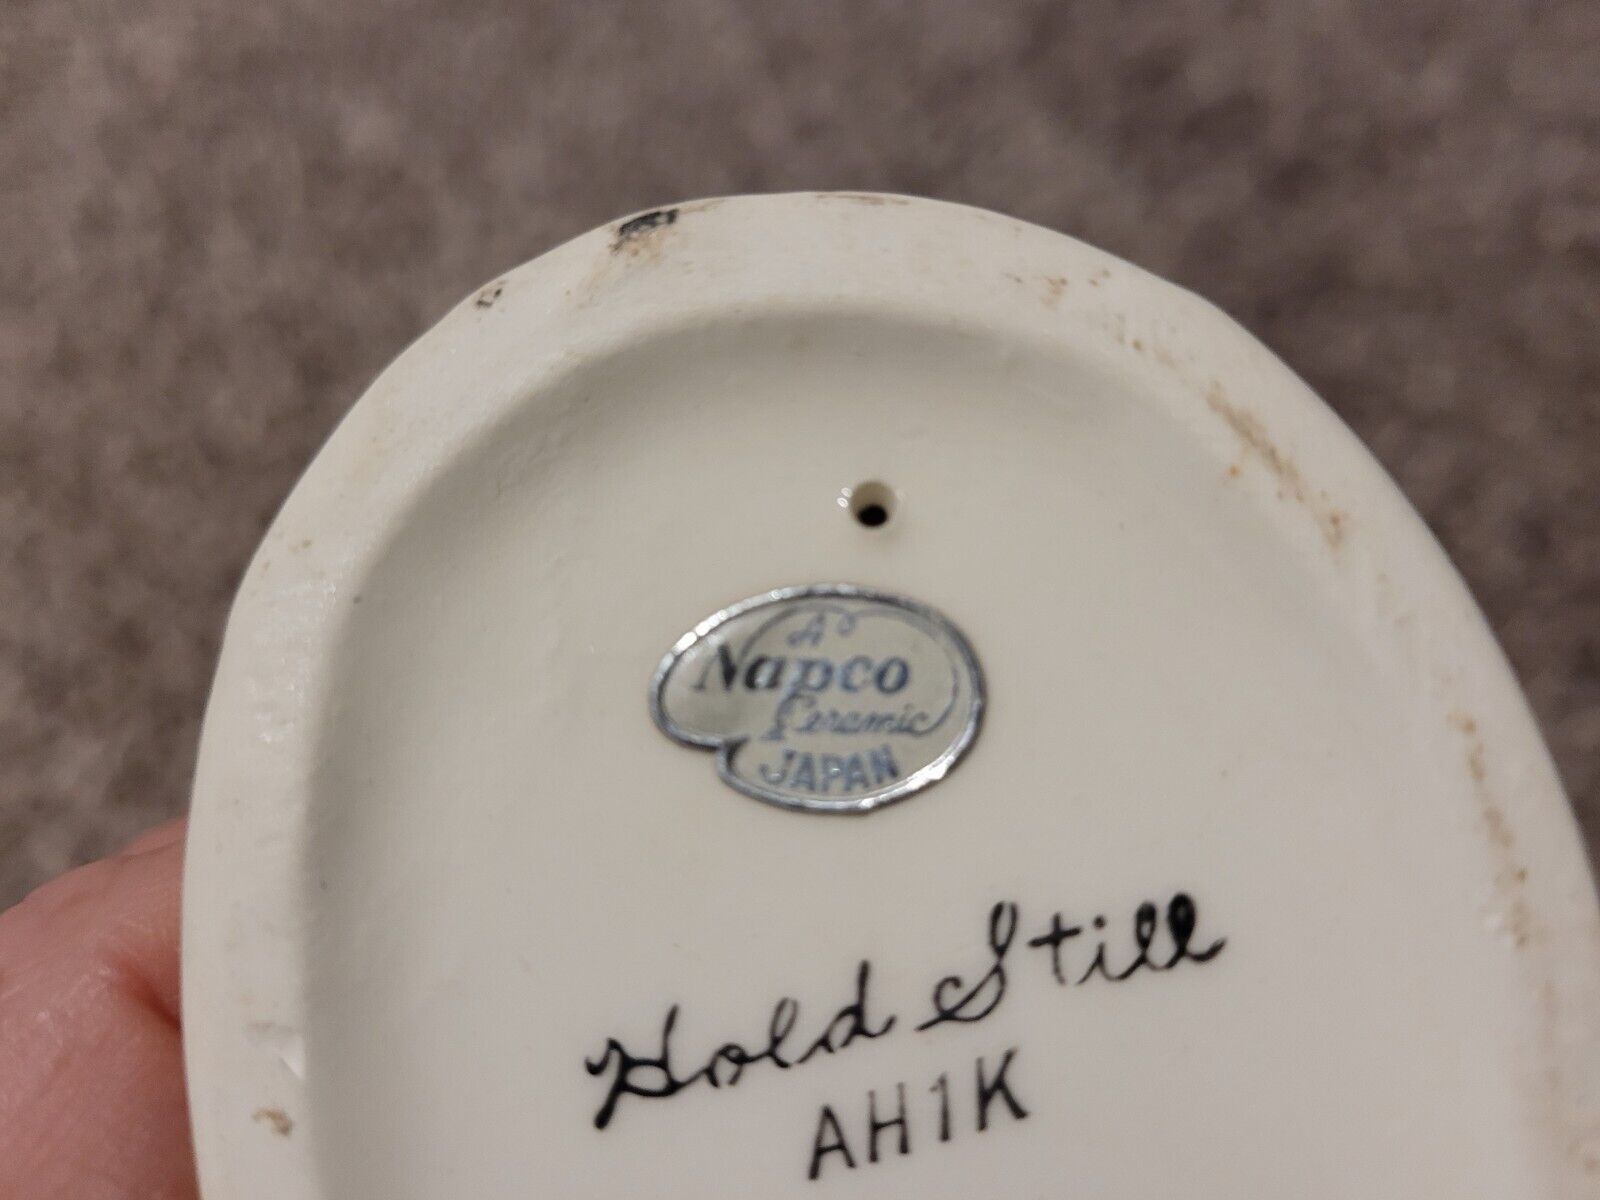 A
Napco
Ceramic
JAPAN
Hold Still
AH1K